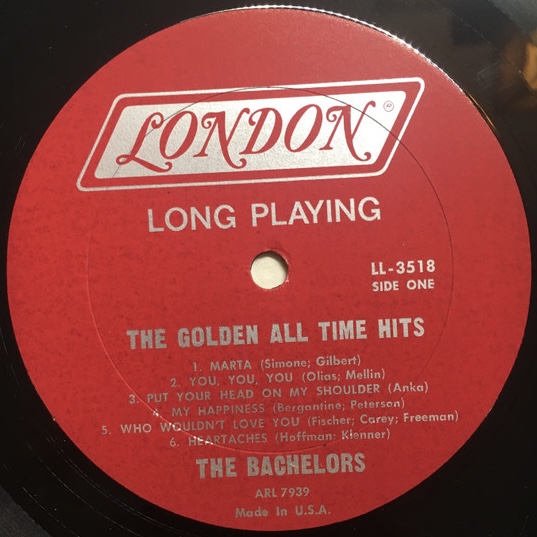 LONDON®
LONG PLAYING
LL-3518
SIDE ONE
THE GOLDEN ALL TIME HITS
1. MARTA (Simone; Gilbert)
2. YOU, YOU, YOU (Olias; Mellin)
3. PUT YOUR HEAD ON MY SHOULDER (Anka)
4. MY HAPPINESS (Bergantine; Peterson)
5. WHO WOULDN'T LOVE YOU (Fischer; Carey; Freeman)
6. HEARTACHES (Hoffman; Klenner)
THE BACHELORS
ARL 7939
Made In U.S.A.